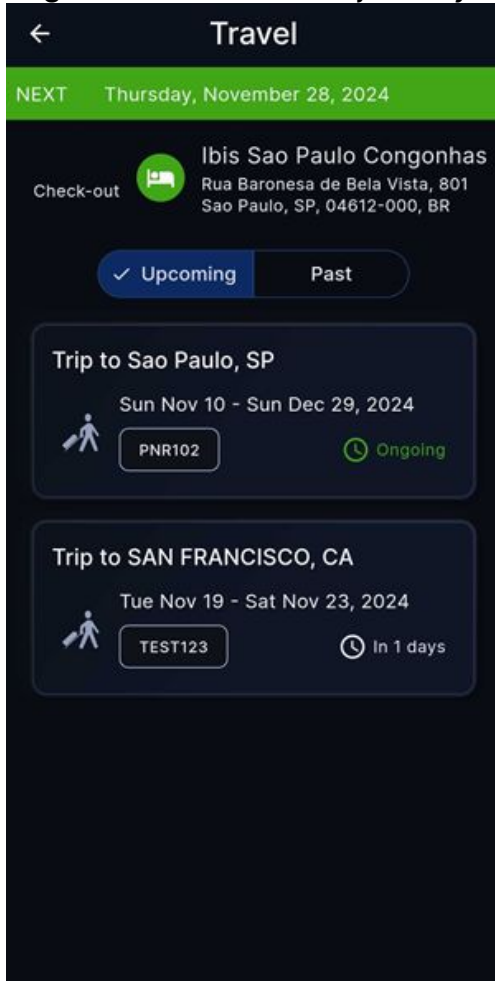 Travel
NEXT Thursday, November 28, 2024
Ibis Sao Paulo Congonhas
Check-out
Rua Baronesa de Bela Vista, 801
Sao Paulo, SP, 04612-000, BR
Upcoming
Past
Trip to Sao Paulo, SP
Sun Nov 10 - Sun Dec 29, 2024
PNR102
Ongoing
Trip to SAN FRANCISCO, CA
Tue Nov 19 - Sat Nov 23, 2024
TEST123
In 1 days